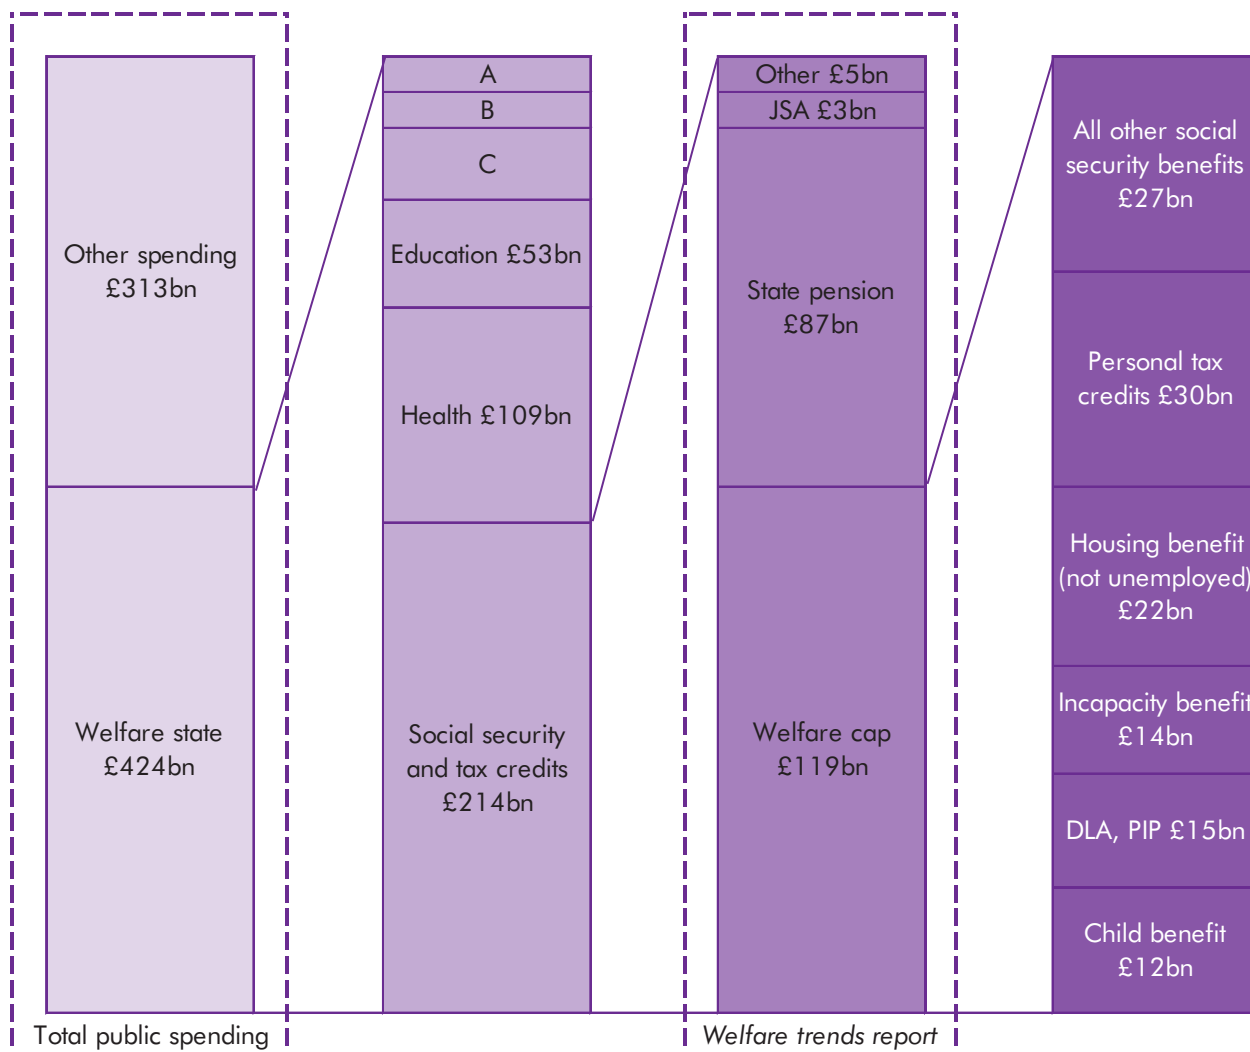 Other spending
£313bn
Welfare state
£424bn
Total public spending
A
B
C
Education £53bn
Health £109bn
Social security
and tax credits
£214bn
Other £5bn
JSA £3bn
State pension
£87bn
Welfare cap
£119bn
Welfare trends report
All other social
security benefits
£27bn
Personal tax
credits £30bn
Housing benefit
(not unemployed)
£22bn
Incapacity benefit
£14bn
DLA, PIP £15bn
Child benefit
£12bn